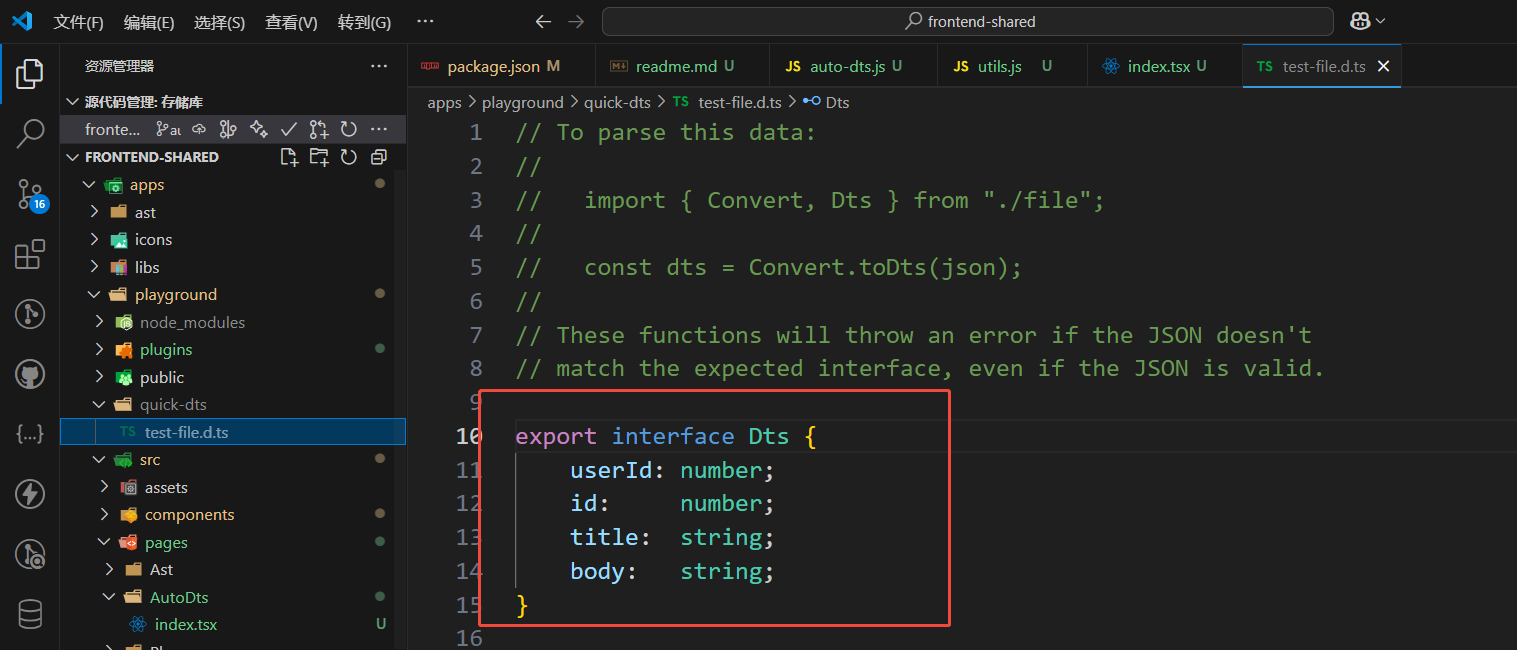 文件(F) 编辑(E) 选择(S) 查看(V) 转到(G) ··· frontend-shared
资源管理器 ···
源代码管理: 存储库
fronte... au ···
FRONTEND-SHARED
apps
ast
icons
libs
playground
node_modules
plugins
public
quick-dts
TS test-file.d.ts
src
assets
components
pages
Ast
AutoDts
index.tsx U
16
package.json M readme.md U JS auto-dts.js U JS utils.js U index.tsx U TS test-file.d.ts
apps > playground > quick-dts > TS test-file.d.ts > Dts
1 // To parse this data:
2 //
3 //   import { Convert, Dts } from "./file";
4 //
5 //   const dts = Convert.toDts(json);
6 //
7 // These functions will throw an error if the JSON doesn't
8 // match the expected interface, even if the JSON is valid.
9
10 export interface Dts {
11     userId: number;
12     id:     number;
13     title:  string;
14     body:   string;
15 }
16